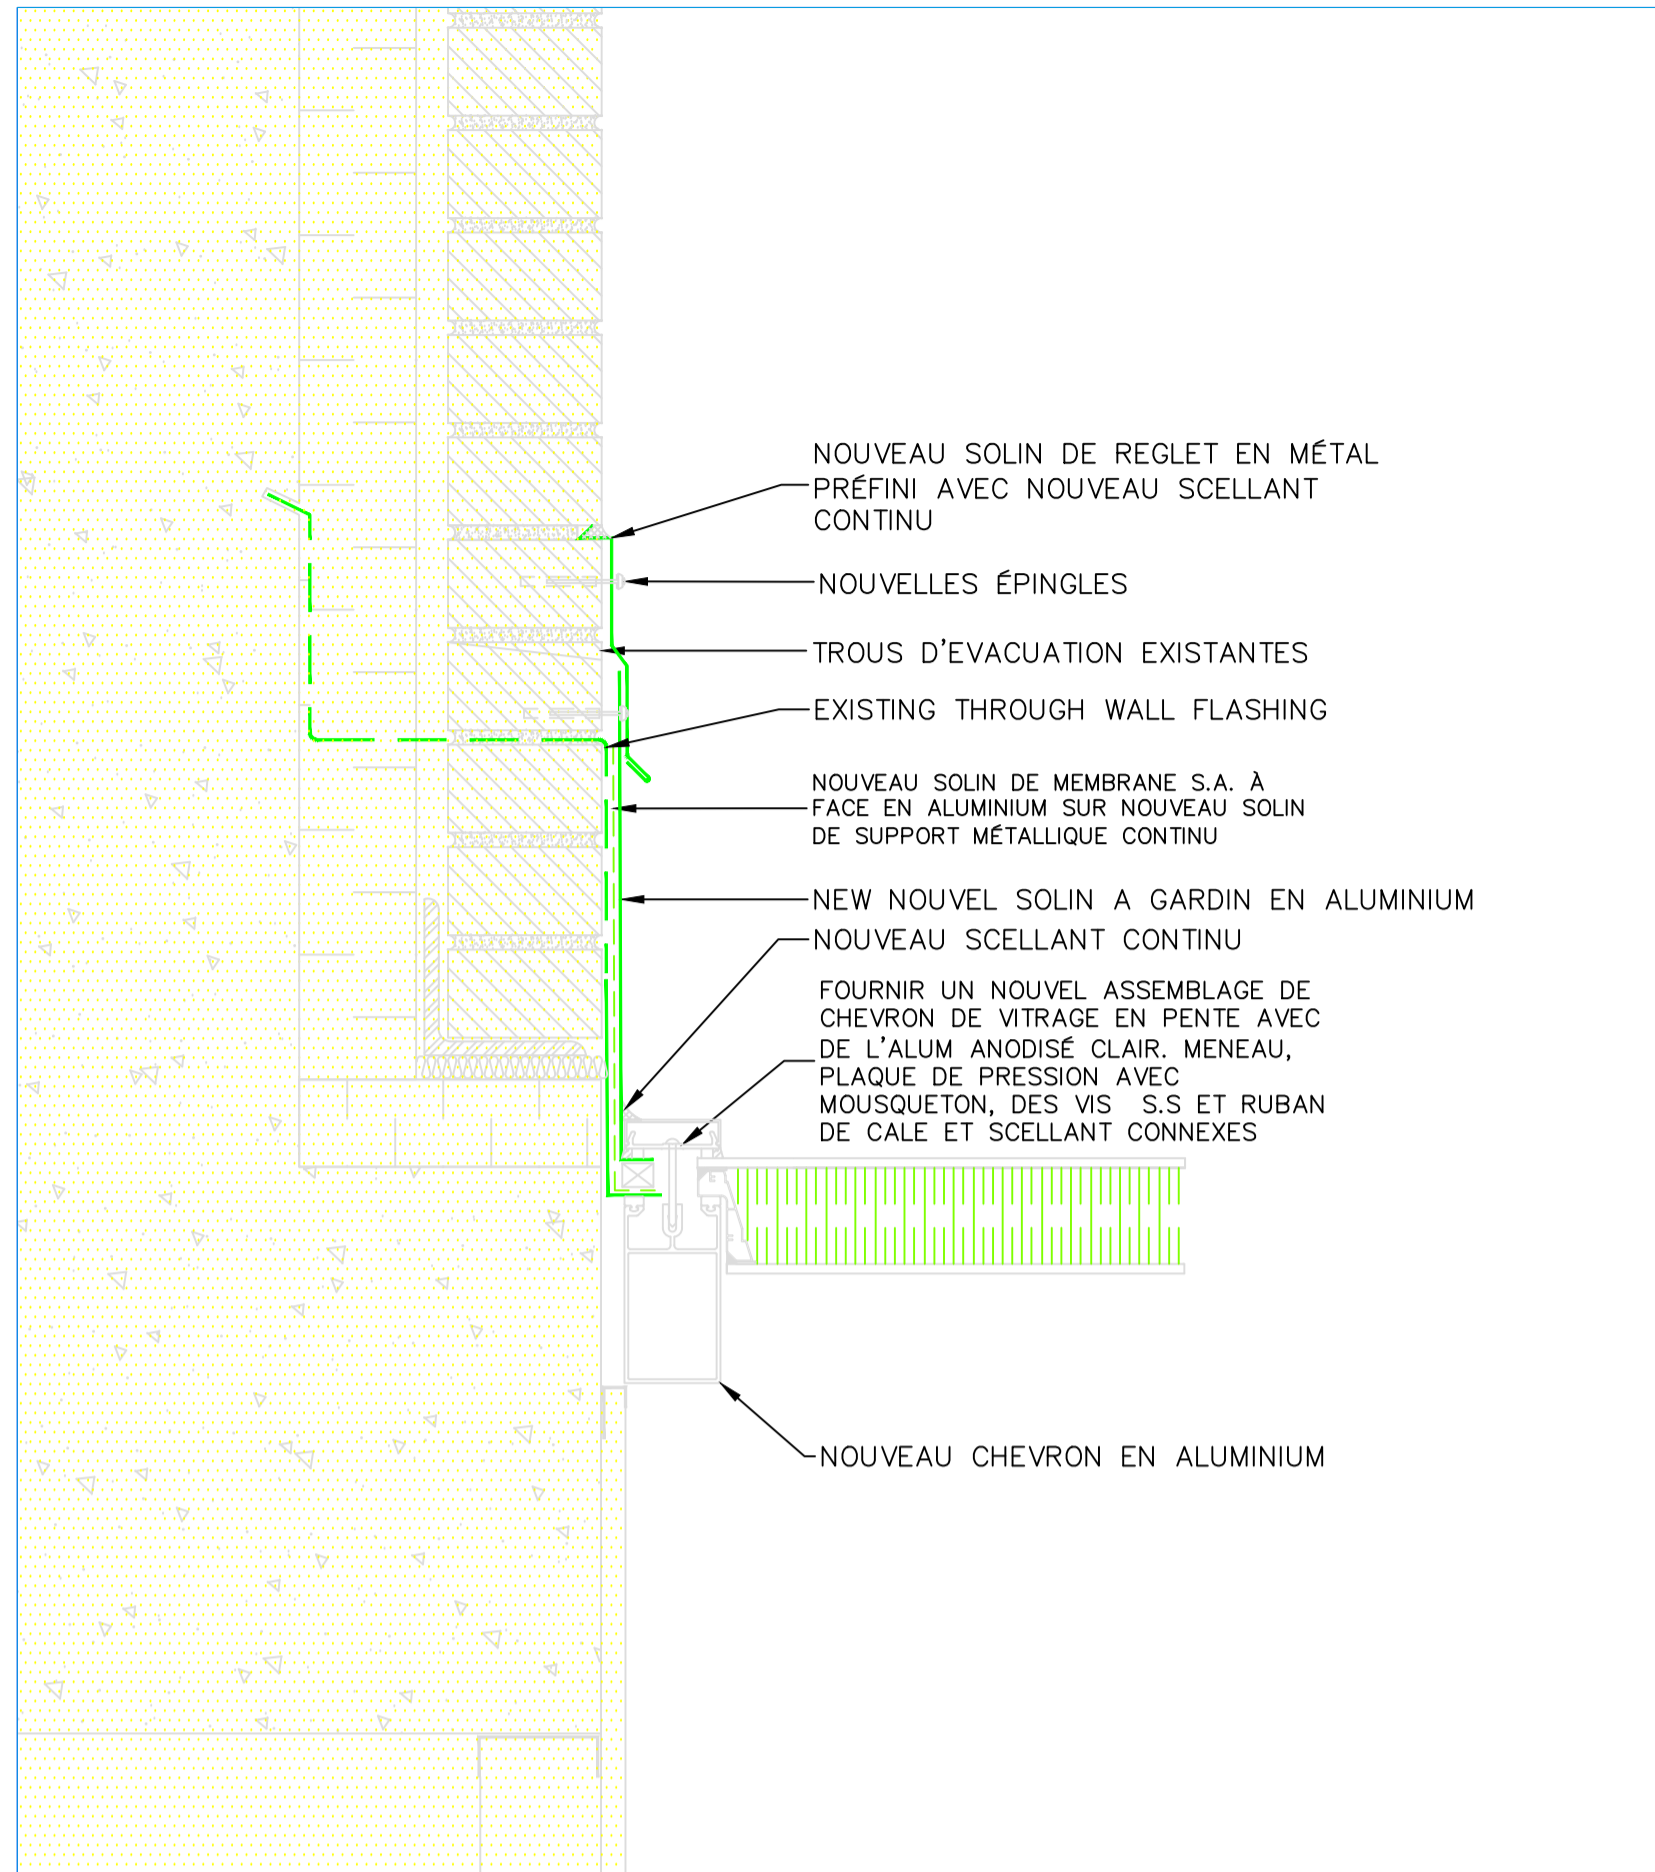 NOUVEAU SOLIN DE REGLET EN MÉTAL
PRÉFINI AVEC NOUVEAU SCELLANT
CONTINU
NOUVELLES ÉPINGLES
TROUS D'EVACUATION EXISTANTES
EXISTING THROUGH WALL FLASHING
NOUVEAU SOLIN DE MEMBRANE S.A. À
FACE EN ALUMINIUM SUR NOUVEAU SOLIN
DE SUPPORT MÉTALLIQUE CONTINU
NEW NOUVEL SOLIN A GARDIN EN ALUMINIUM
NOUVEAU SCELLANT CONTINU
FOURNIR UN NOUVEL ASSEMBLAGE DE
CHEVRON DE VITRAGE EN PENTE AVEC
DE L'ALUM ANODISÉ CLAIR. MENEAU,
PLAQUE DE PRESSION AVEC
MOUSQUETON, DES VIS S.S ET RUBAN
DE CALE ET SCELLANT CONNEXES
NOUVEAU CHEVRON EN ALUMINIUM